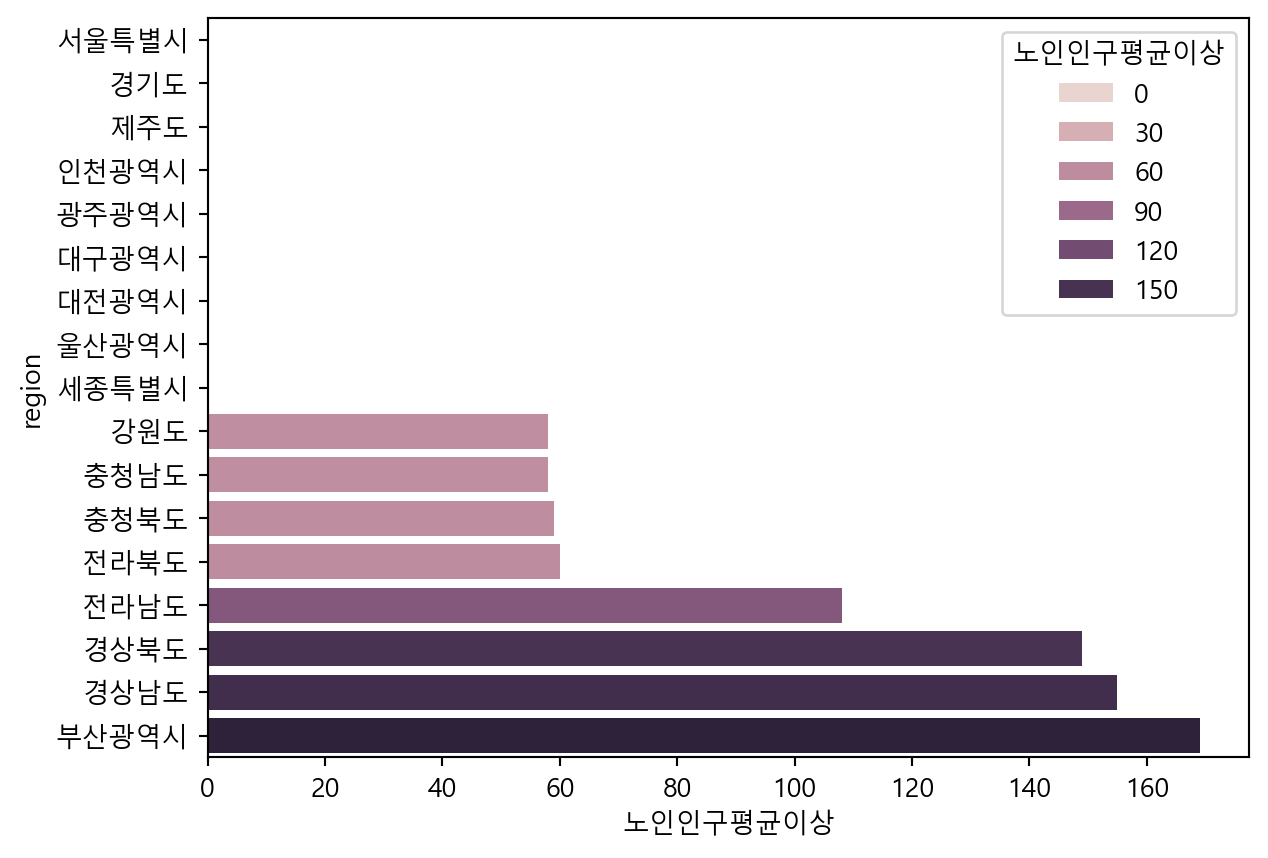 서울특별시
경기도
제주도
인천광역시
광주광역시
대구광역시
대전광역시
울산광역시
세종특별시
강원도
충청남도
충청북도
전라북도
전라남도
경상북도
경상남도
부산광역시
region
0 20 40 60 80 100 120 140 160
노인인구평균이상
노인인구평균이상
0
30
60
90
120
150